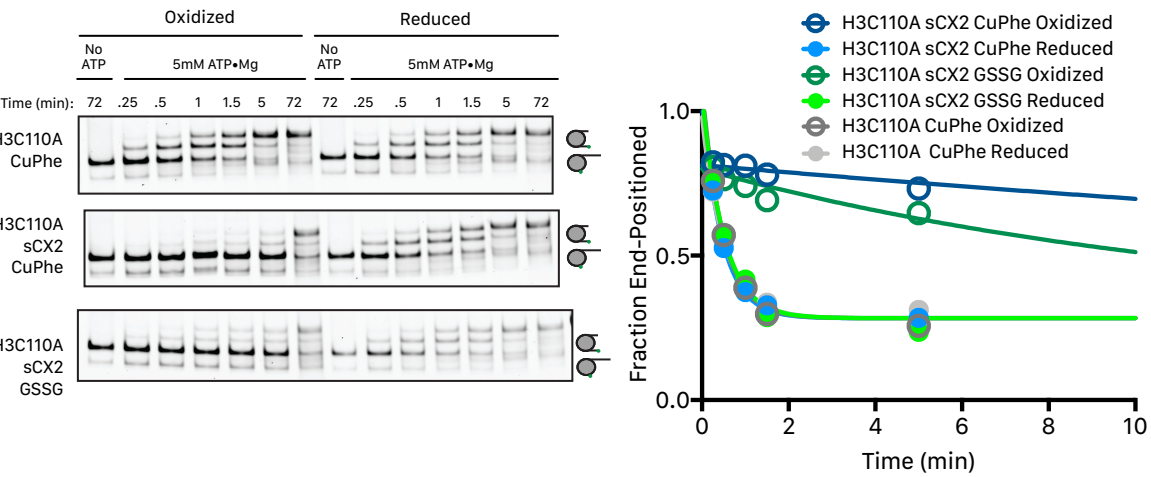 Oxidized Reduced
No ATP 5mM ATP•Mg No ATP 5mM ATP•Mg
Time (min): 72 .25 .5 1 1.5 5 72 72 .25 .5 1 1.5 5 72
H3C110A
CuPhe
H3C110A
sCX2
CuPhe
H3C110A
sCX2
GSSG
H3C110A sCX2 CuPhe Oxidized
H3C110A sCX2 CuPhe Reduced
H3C110A sCX2 GSSG Oxidized
H3C110A sCX2 GSSG Reduced
H3C110A CuPhe Oxidized
H3C110A CuPhe Reduced
Fraction End-Positioned
1.0
0.5
0.0
0 2 4 6 8 10
Time (min)